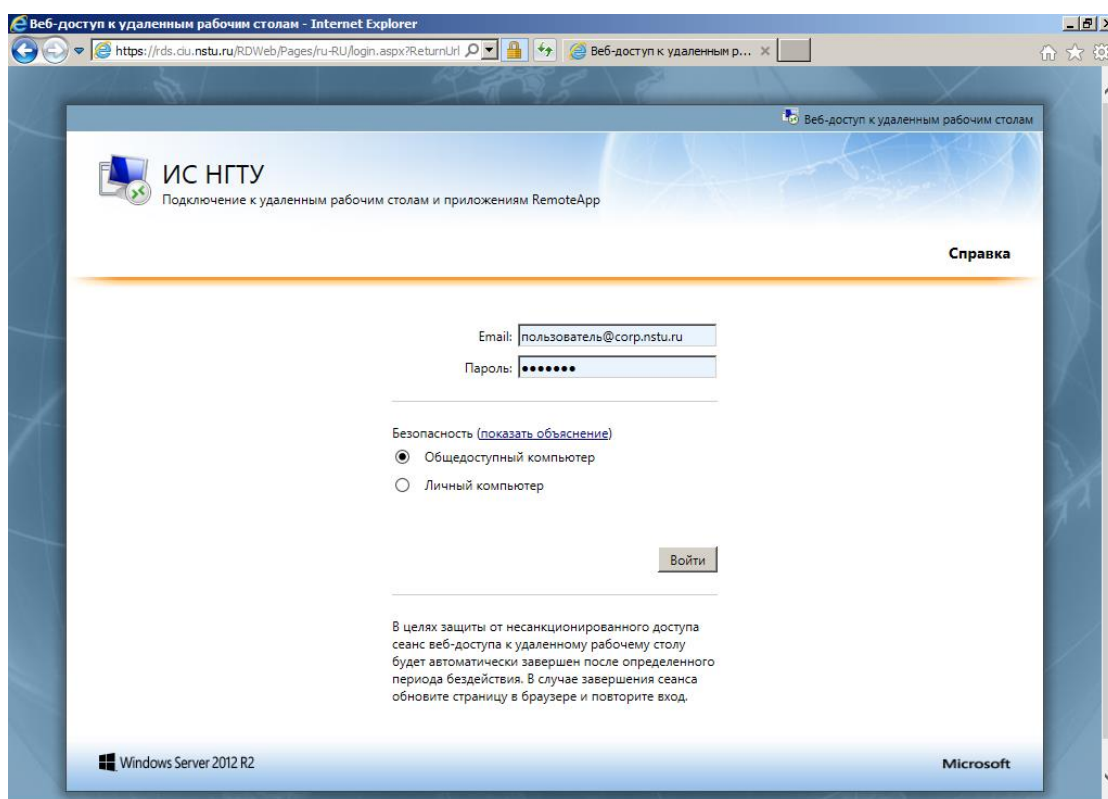 Веб-доступ к удаленным рабочим столам - Internet Explorer
https://rds.ciu.nstu.ru/RDWeb/Pages/ru-RU/login.aspx?ReturnUrl
Веб-доступ к удаленным р...
Веб-доступ к удаленным рабочим столам
ИС НГТУ
Подключение к удаленным рабочим столам и приложениям RemoteApp
Справка
Email: пользователь@corp.nstu.ru
Пароль: •••••••
Безопасность (показать объяснение)
Общедоступный компьютер
Личный компьютер
Войти
В целях защиты от несанкционированного доступа
сеанс веб-доступа к удаленному рабочему столу
будет автоматически завершен после определенного
периода бездействия. В случае завершения сеанса
обновите страницу в браузере и повторите вход.
Windows Server 2012 R2
Microsoft